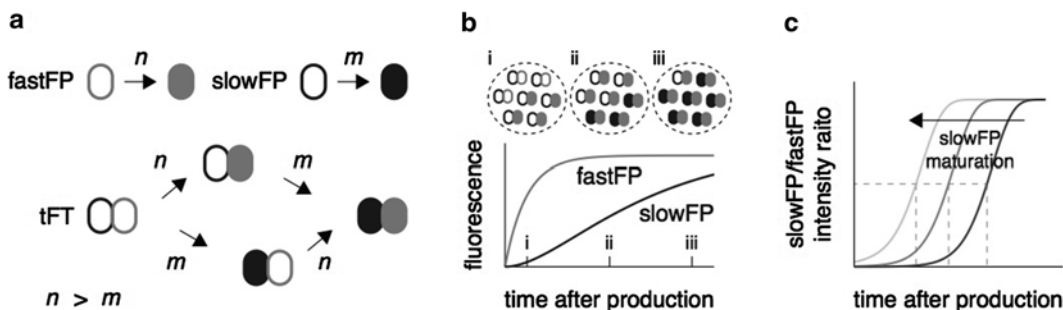 a
fastFP n slowFP m
n m
tFT
m n
n > m
b
i ii iii
fluorescence
fastFP
slowFP
i ii iii
time after production
c
slowFP/fastFP
intensity raito
slowFP
maturation
time after production